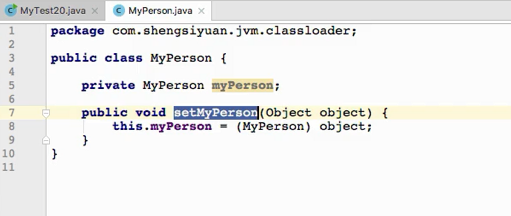 MyTest20.java × MyPerson.java ×
1 package com.shengsiyuan.jvm.classloader;
2
3 public class MyPerson {
4
5 private MyPerson myPerson;
6
7 public void setMyPerson(Object object) {
8 this.myPerson = (MyPerson) object;
9 }
10 }
11